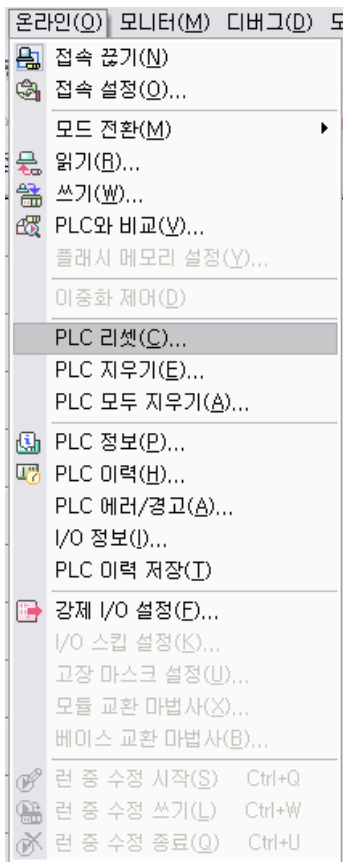 온라인(O) 모니터(M) 디버그(D)
접속 끊기(N)
접속 설정(O)...
모드 전환(M)
읽기(R)...
쓰기(W)...
PLC와 비교(V)...
플래시 메모리 설정(Y)...
이중화 제어(D)
PLC 리셋(C)...
PLC 지우기(E)...
PLC 모두 지우기(A)...
PLC 정보(P)...
PLC 이력(H)...
PLC 에러/경고(A)...
I/O 정보(I)...
PLC 이력 저장(T)
강제 I/O 설정(F)...
I/O 스킵 설정(K)...
고장 마스크 설정(U)...
모듈 교환 마법사(X)...
베이스 교환 마법사(B)...
런 중 수정 시작(S) Ctrl+Q
런 중 수정 쓰기(L) Ctrl+W
런 중 수정 종료(Q) Ctrl+U